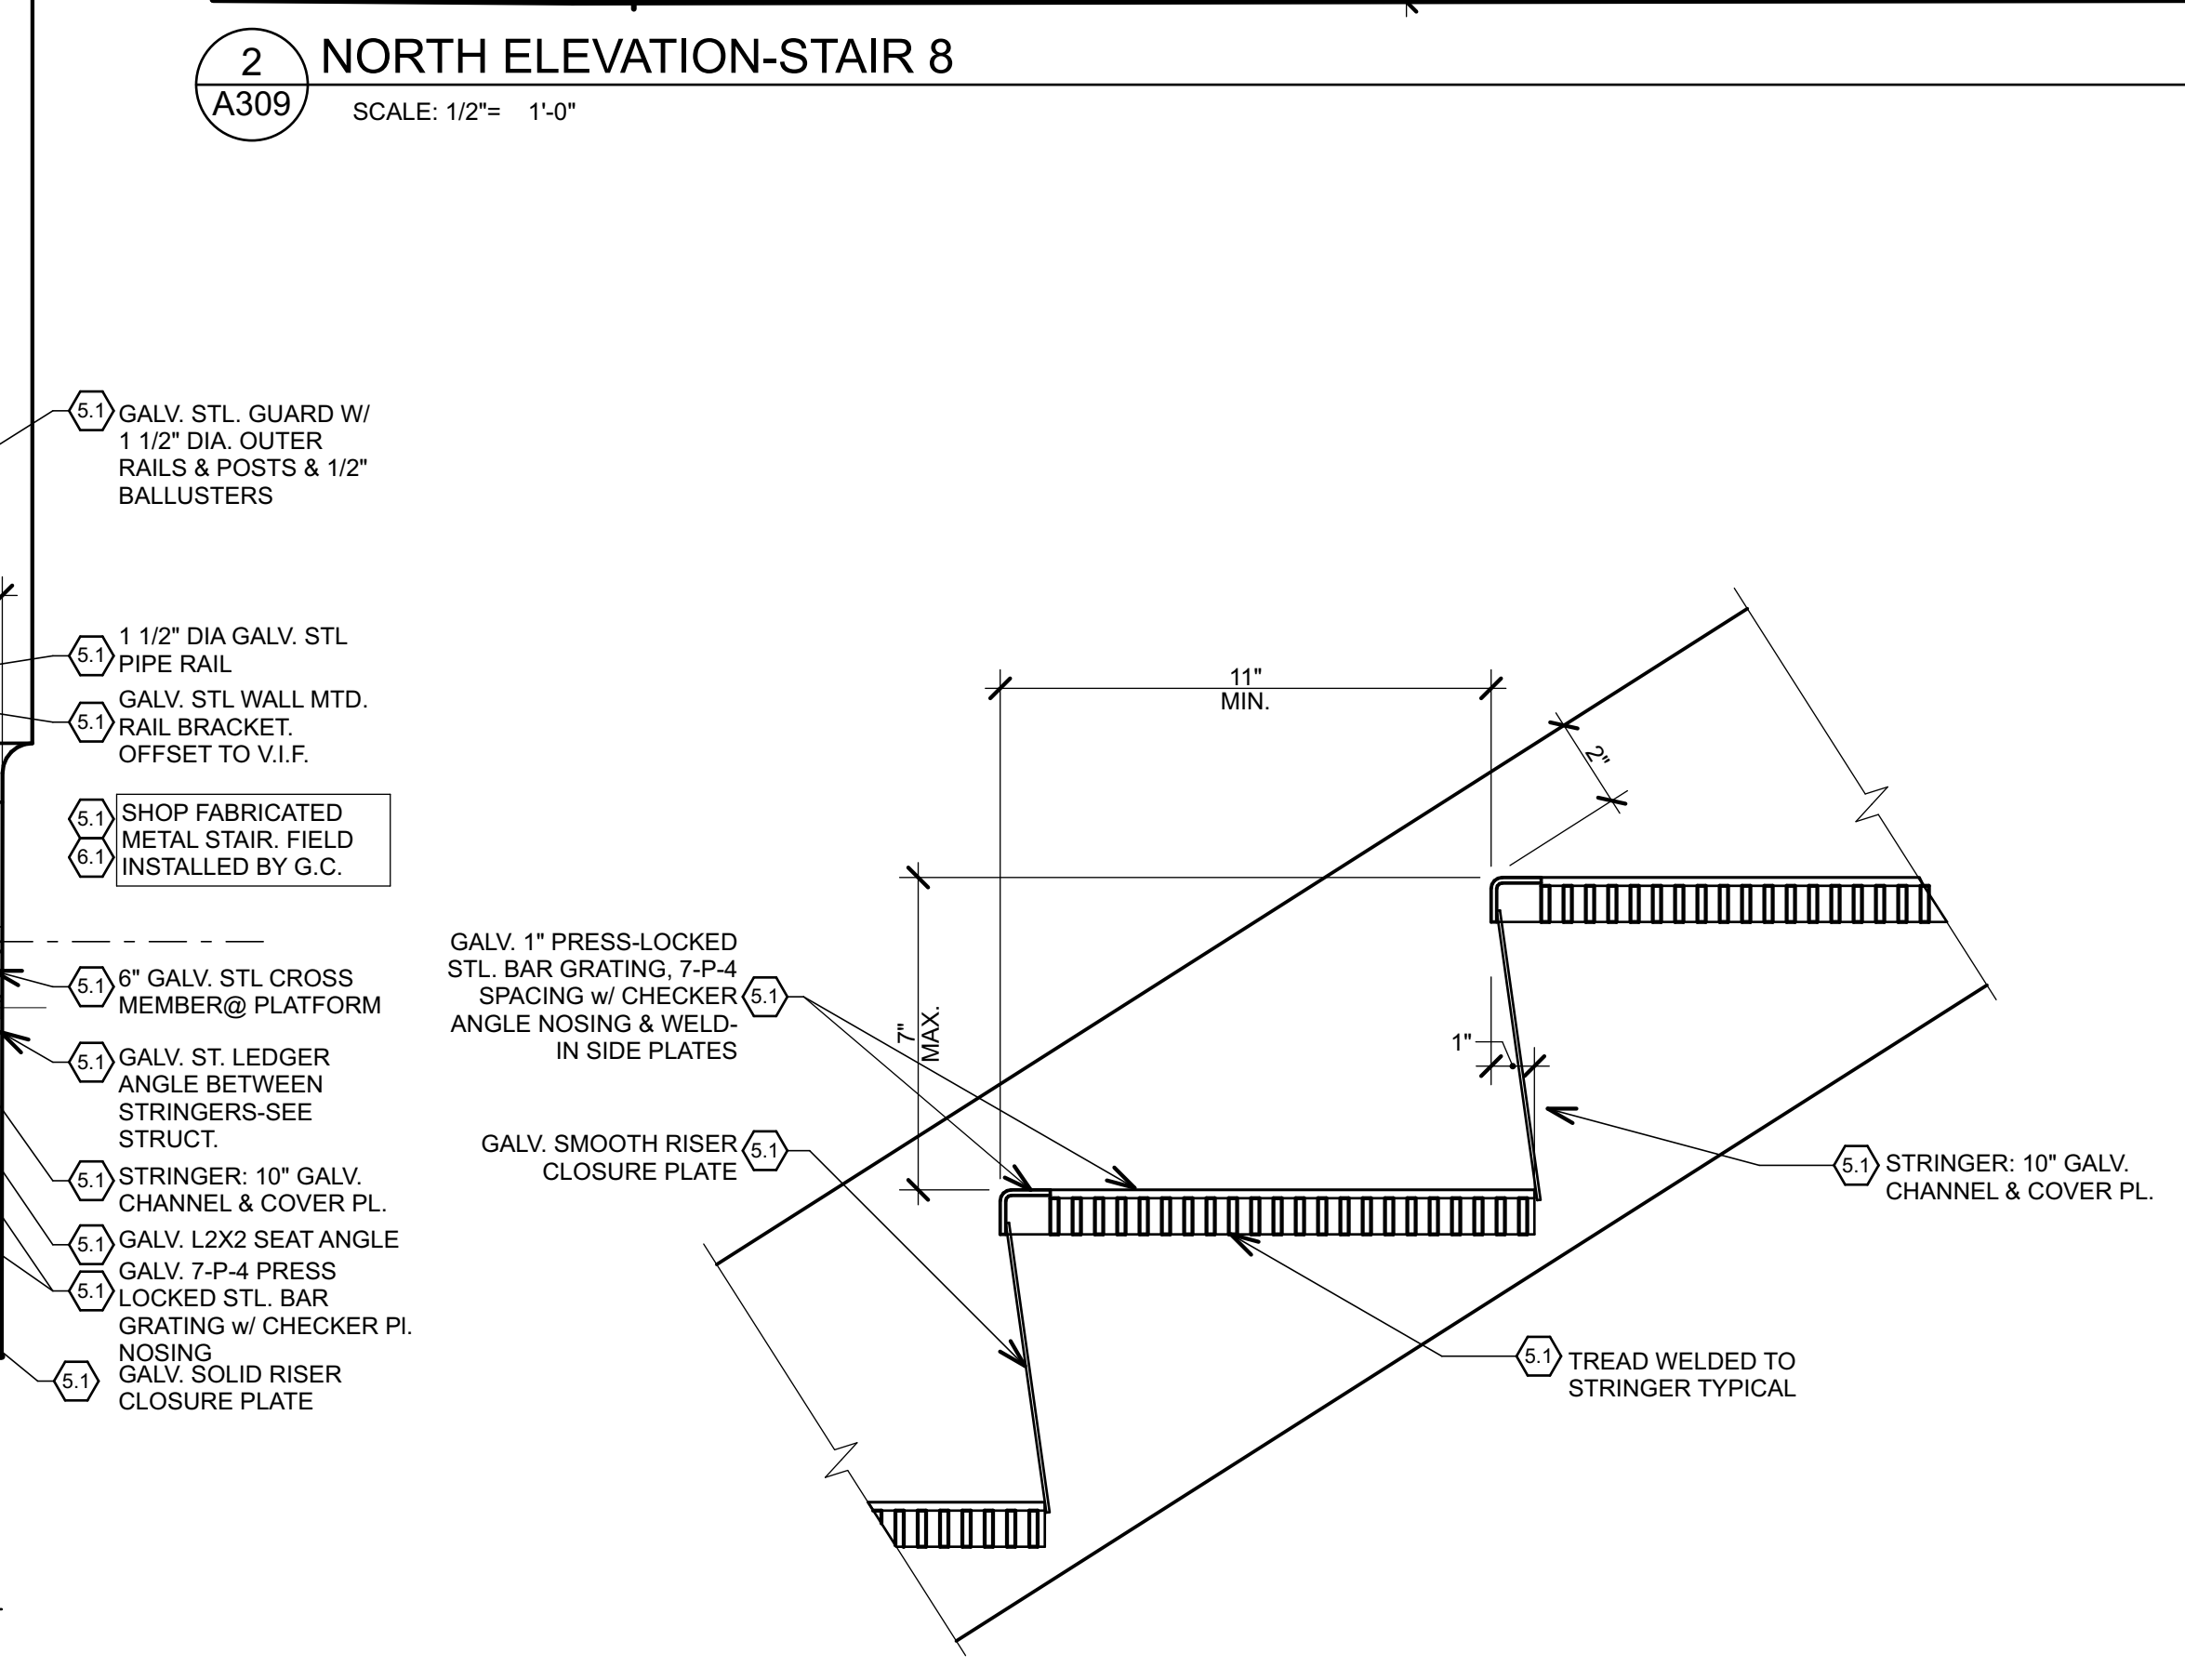 2
A309
NORTH ELEVATION-STAIR 8
SCALE: 1/2"= 1'-0"
5.1
GALV. STL. GUARD W/
1 1/2" DIA. OUTER
RAILS & POSTS & 1/2"
BALLUSTERS
5.1
1 1/2" DIA GALV. STL
PIPE RAIL
5.1
GALV. STL WALL MTD.
RAIL BRACKET.
OFFSET TO V.I.F.
5.1
6.1
SHOP FABRICATED
METAL STAIR. FIELD
INSTALLED BY G.C.
5.1
6" GALV. STL CROSS
MEMBER@ PLATFORM
5.1
GALV. ST. LEDGER
ANGLE BETWEEN
STRINGERS-SEE
STRUCT.
5.1
STRINGER: 10" GALV.
CHANNEL & COVER PL.
5.1
GALV. L2X2 SEAT ANGLE
5.1
GALV. 7-P-4 PRESS
LOCKED STL. BAR
GRATING w/ CHECKER Pl.
NOSING
5.1
GALV. SOLID RISER
CLOSURE PLATE
GALV. 1" PRESS-LOCKED
STL. BAR GRATING, 7-P-4
SPACING w/ CHECKER
ANGLE NOSING & WELD-
IN SIDE PLATES
5.1
GALV. SMOOTH RISER
CLOSURE PLATE
5.1
11"
MIN.
2"
7"
MAX.
1"
5.1
STRINGER: 10" GALV.
CHANNEL & COVER PL.
5.1
TREAD WELDED TO
STRINGER TYPICAL